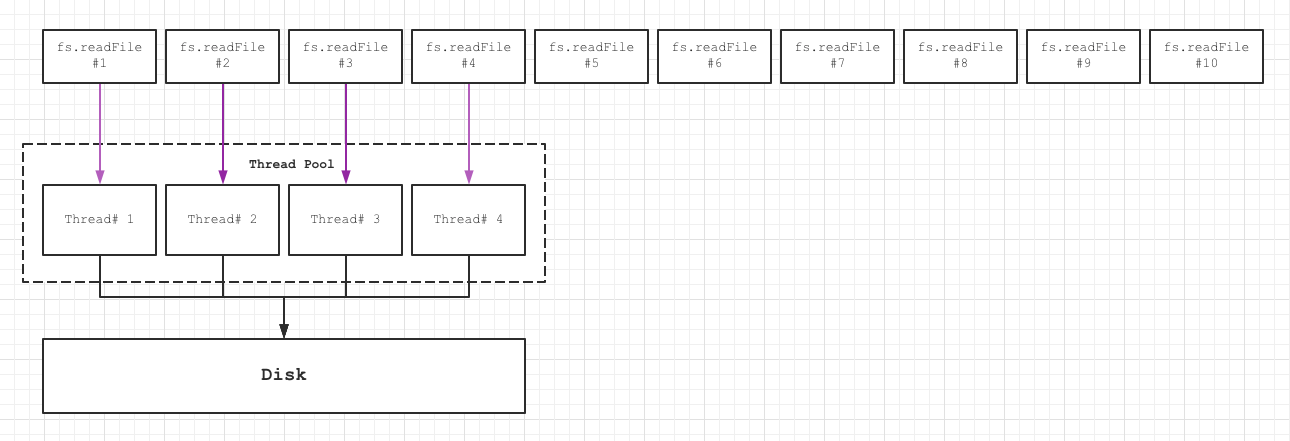 fs.readFile
#1
fs.readFile
#2
fs.readFile
#3
fs.readFile
#4
fs.readFile
#5
fs.readFile
#6
fs.readFile
#7
fs.readFile
#8
fs.readFile
#9
fs.readFile
#10
Thread Pool
Thread# 1
Thread# 2
Thread# 3
Thread# 4
Disk